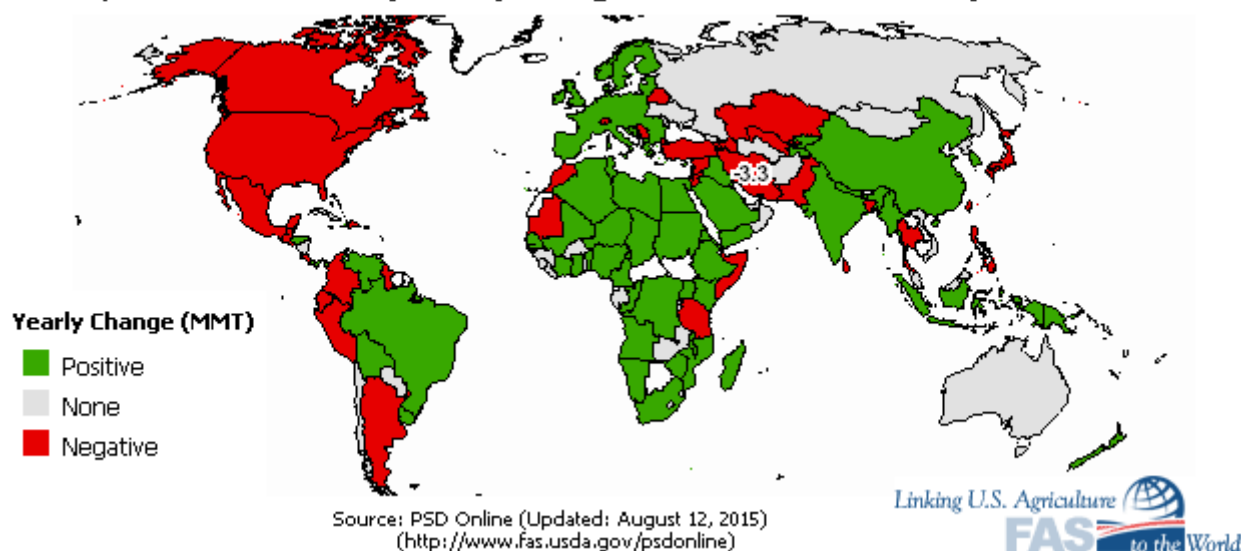 -3.3
Yearly Change (MMT)
Positive
None
Negative
Source: PSD Online (Updated: August 12, 2015)
(http://www.fas.usda.gov/psdonline)
Linking U.S. Agriculture
FAS to the World